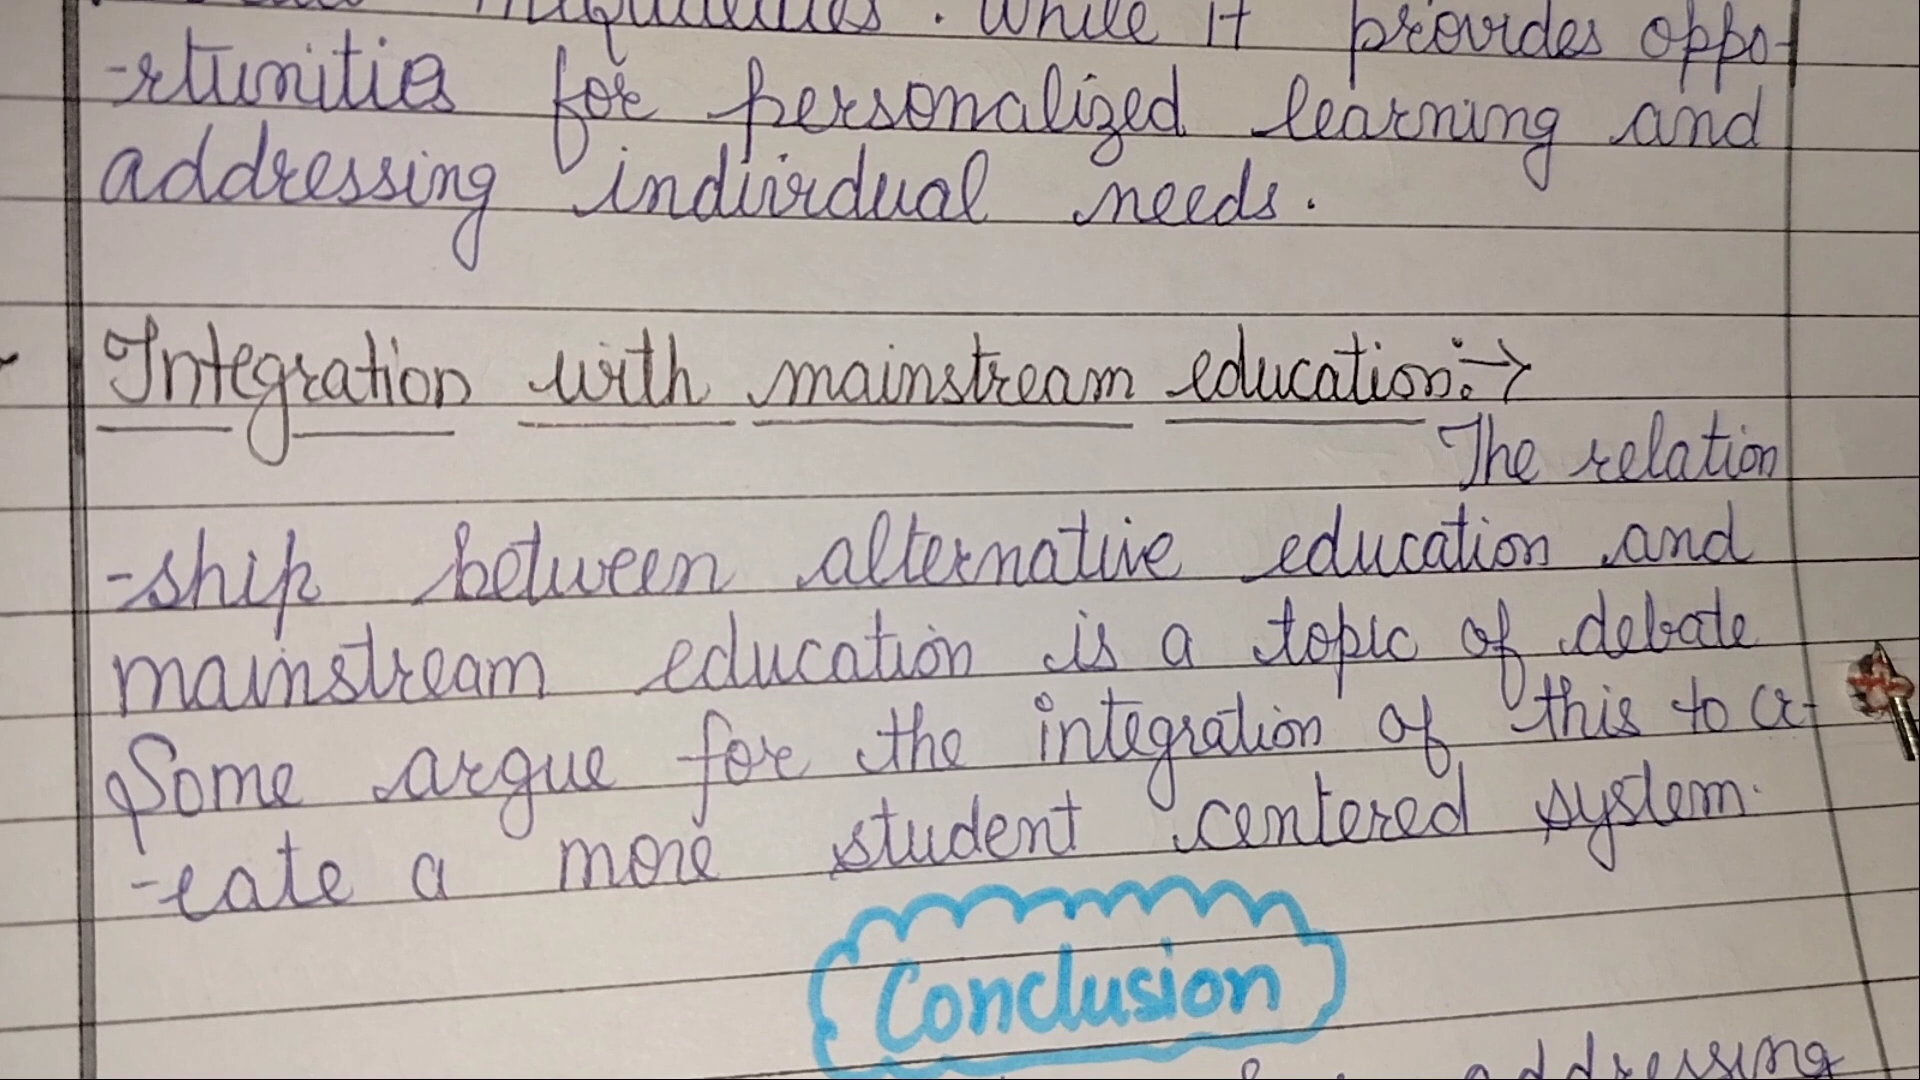 inequalities. While it provides oppo-
-rtunities for personalized learning and
addressing individual needs.
Integration with mainstream education:→
The relation
-ship between alternative education and
mainstream education is a topic of debate
Some argue for the integration of this to cr-
-eate a more student centered system.
Conclusion
addressing